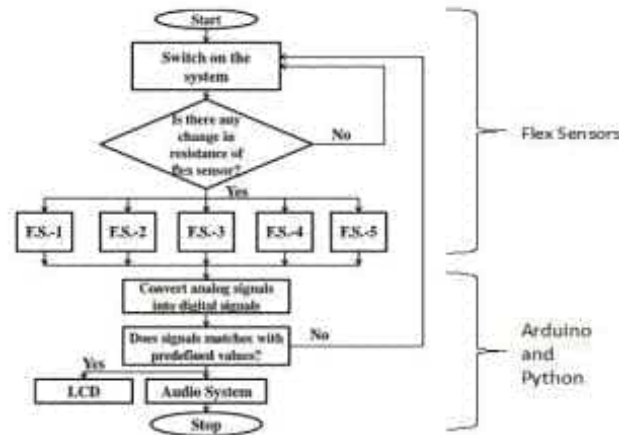 Start
Switch on the
system
Is there any
change in
resistance of
flex sensor?
No
Yes
F.S.-1
F.S.-2
F.S.-3
F.S.-4
F.S.-5
Convert analog signals
into digital signals
Does signals matches with
predefined values?
No
Yes
LCD
Audio System
Stop
Flex Sensors
Arduino
and
Python